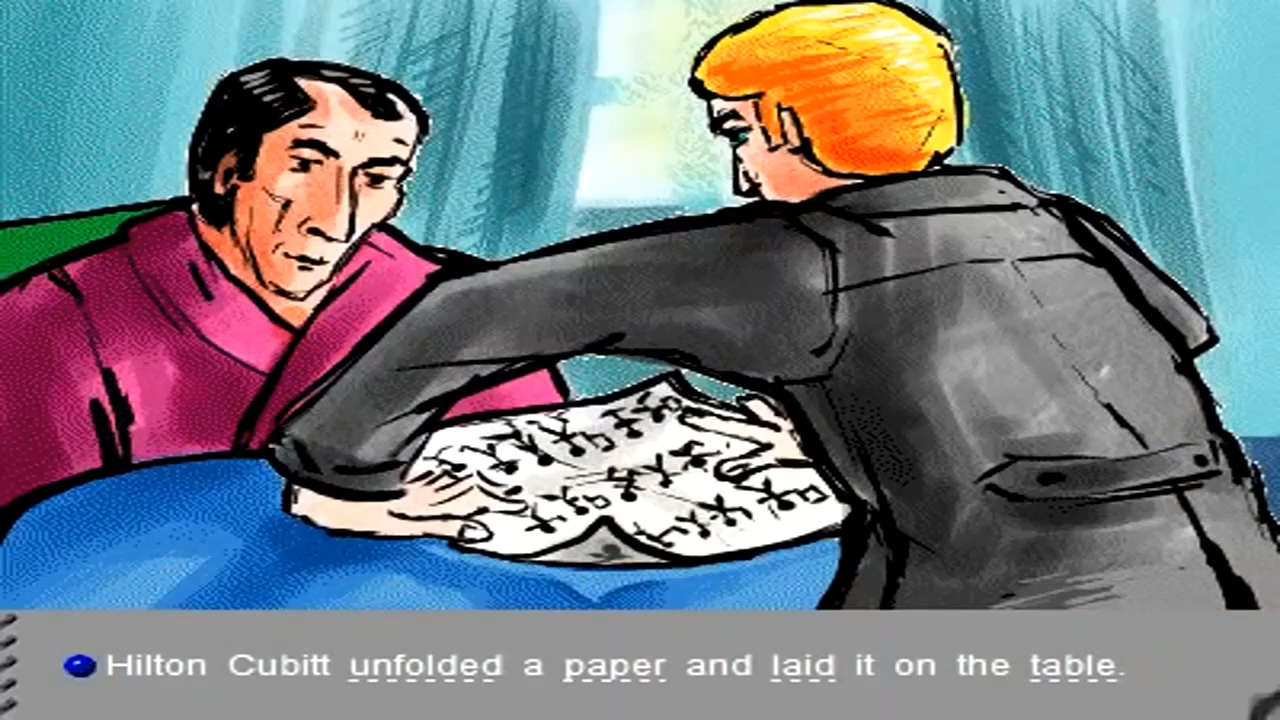 Hilton Cubitt unfolded a paper and laid it on the table.